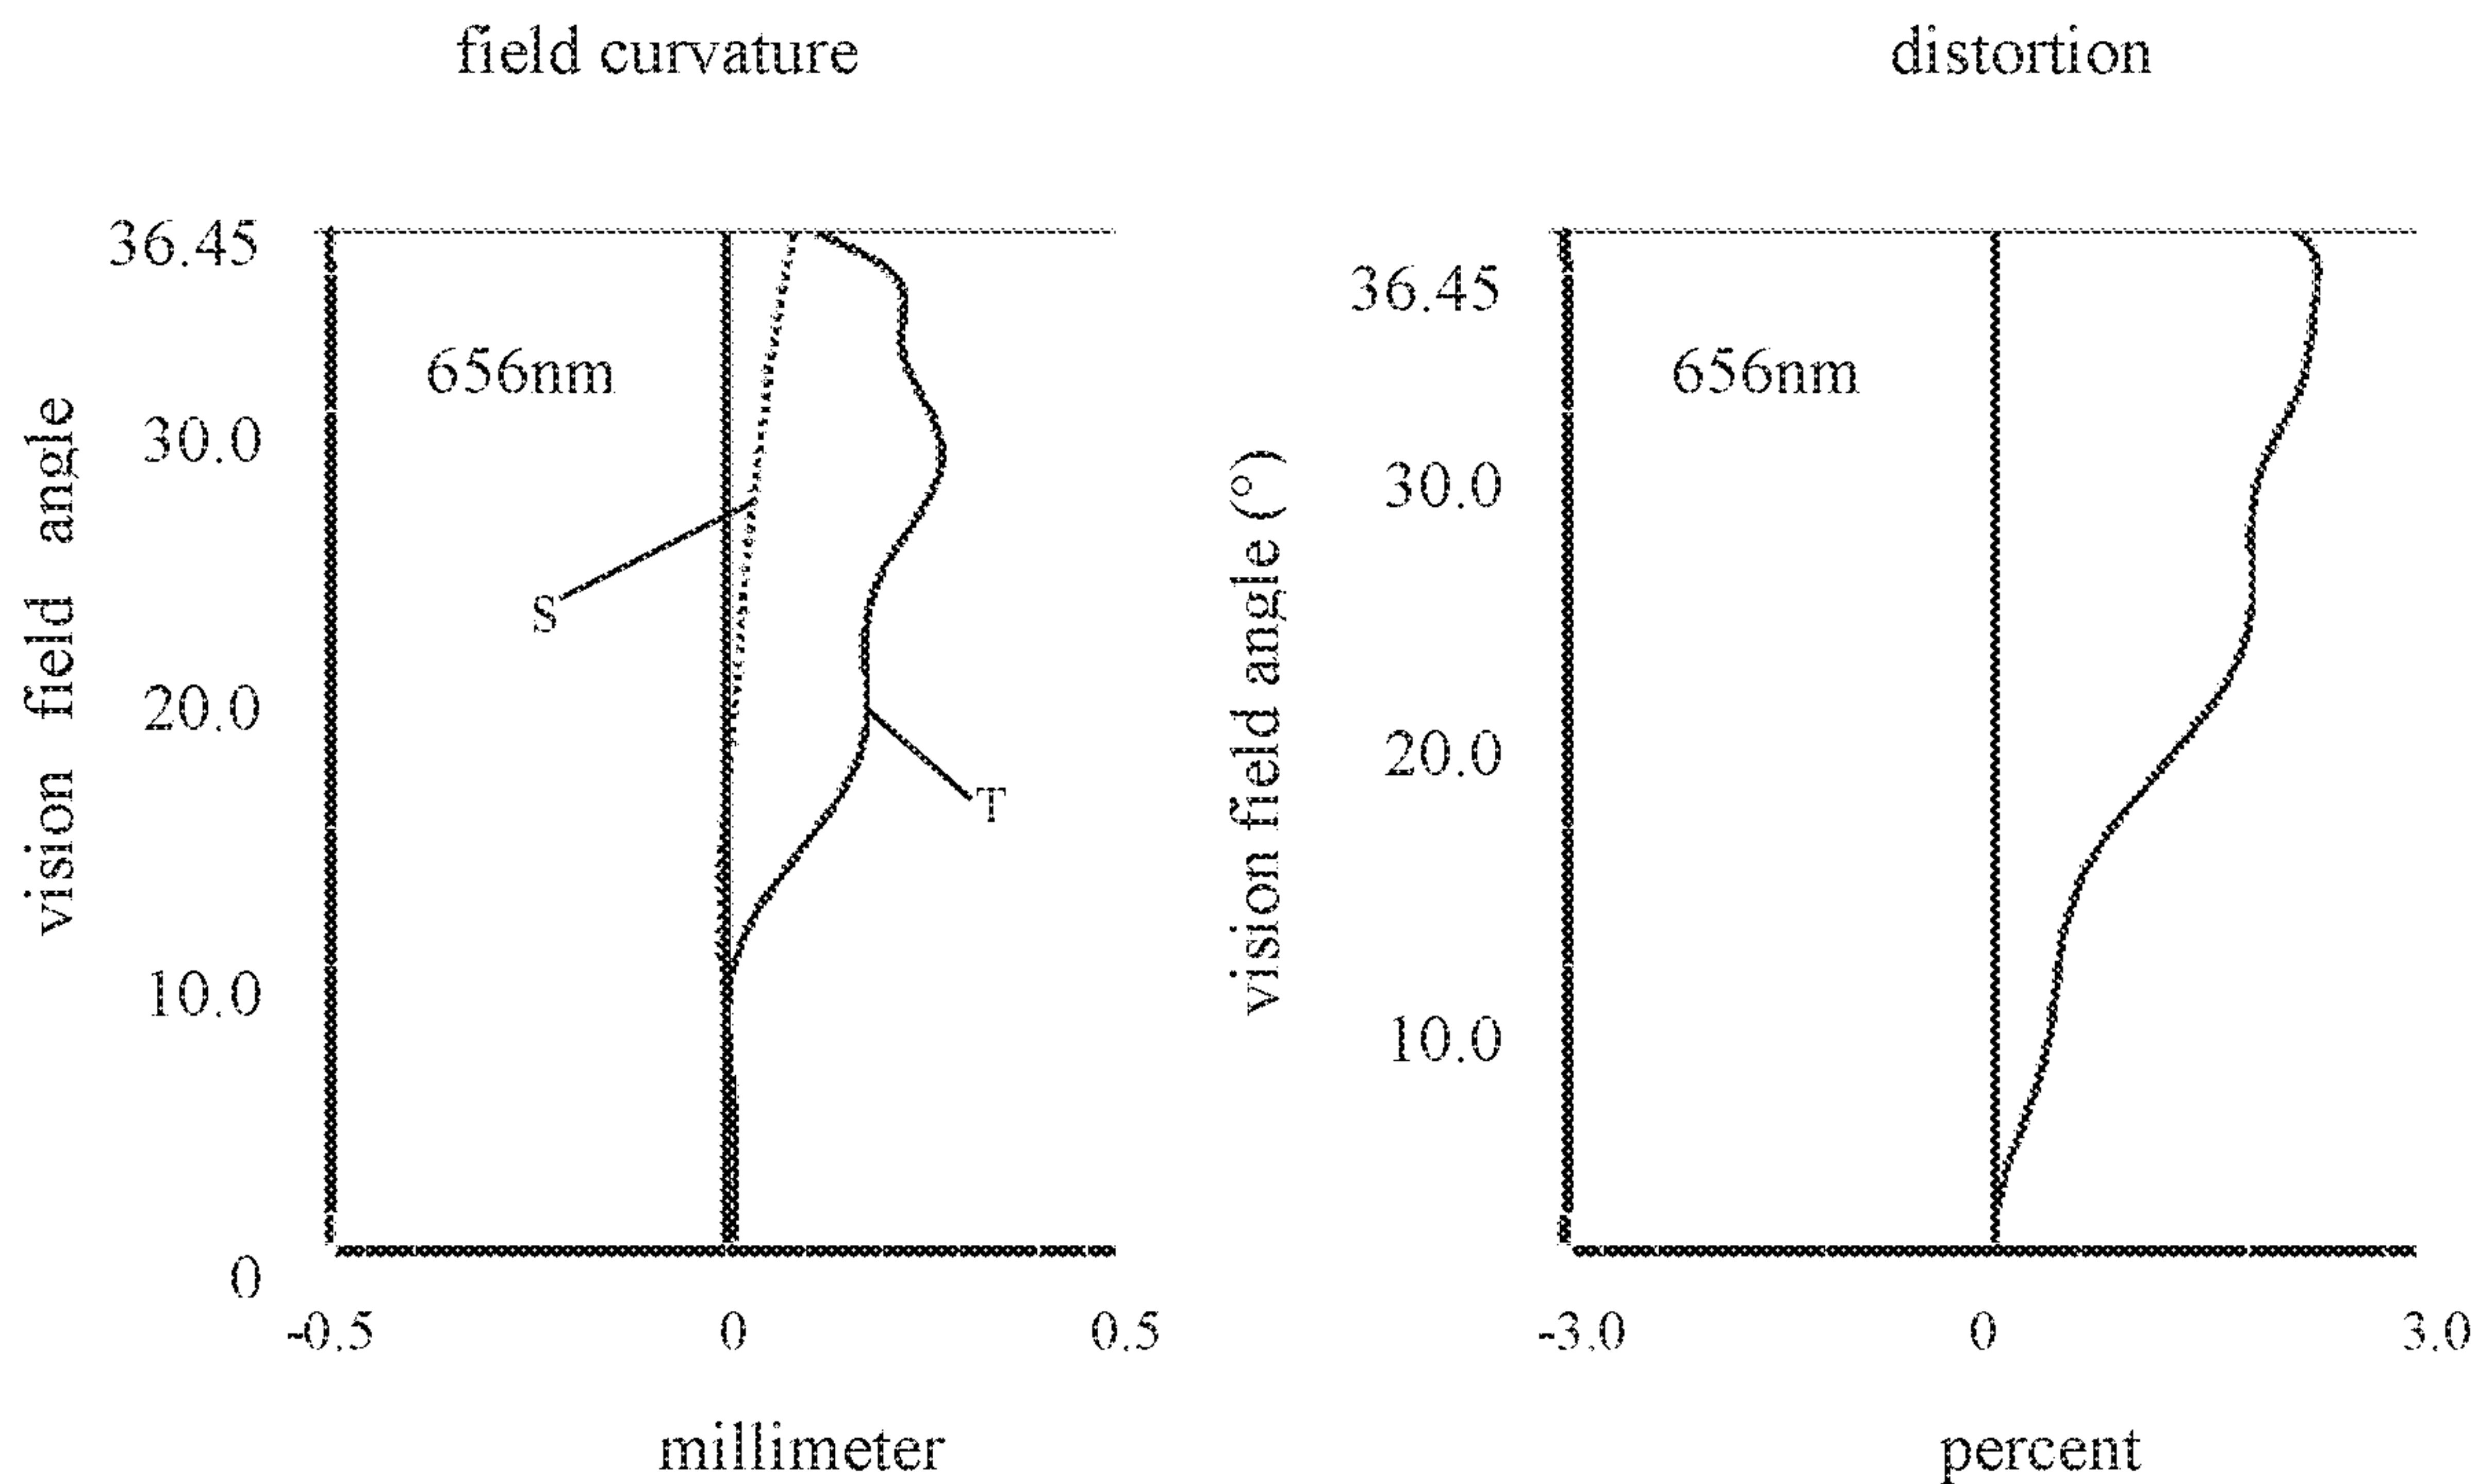 field curvature
distortion
vision field angle
36.45
30.0
20.0
10.0
0
656nm
S
T
-0.5
0
0.5
millimeter
vision field angle (°)
36.45
30.0
20.0
10.0
656nm
-3.0
0
3.0
percent